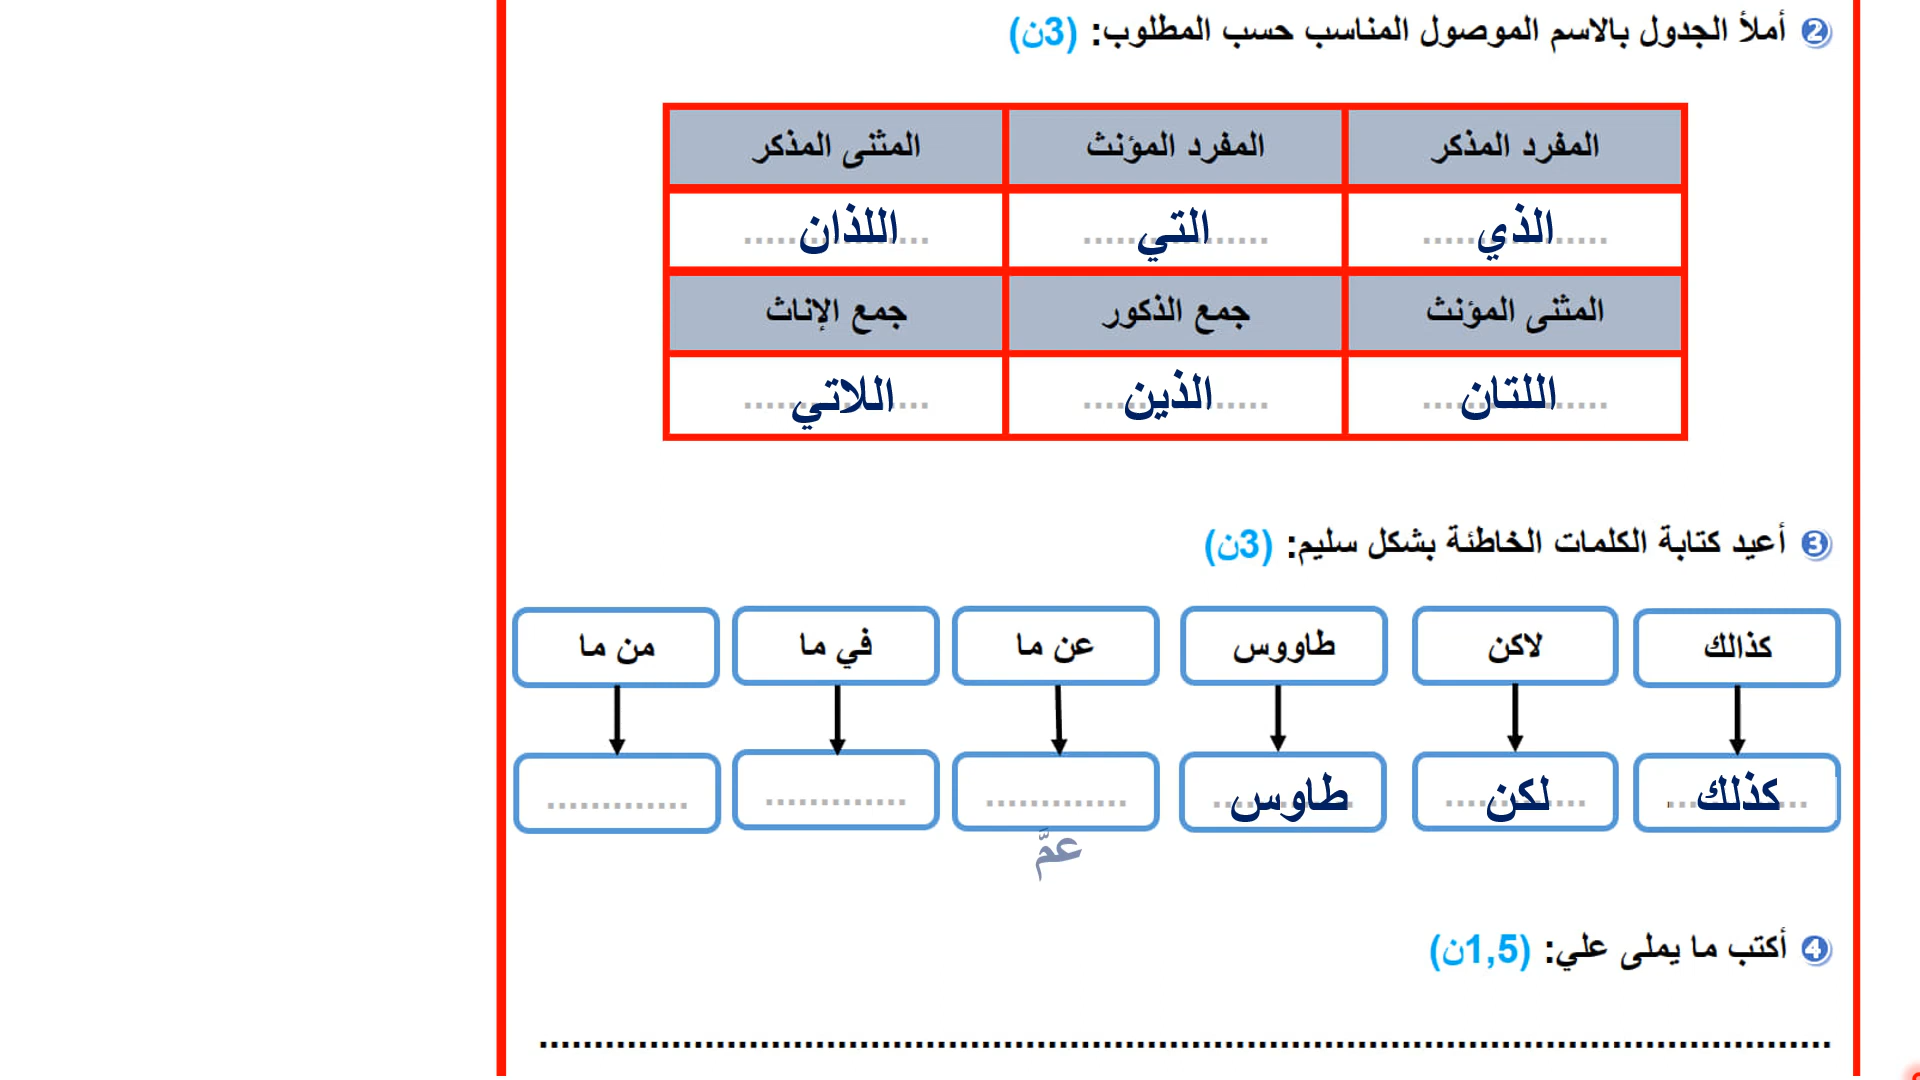 2 أملأ الجدول بالاسم الموصول المناسب حسب المطلوب: (3ن)
المفرد المذكر المفرد المؤنث المثنى المذكر
الذي التي اللذان
المثنى المؤنث جمع الذكور جمع الإناث
اللتان الذين اللاتي
3 أعيد كتابة الكلمات الخاطئة بشكل سليم: (3ن)
كذالك لاكن طاووس عن ما في ما من ما
كذلك لكن طاوس
عمَّ
4 أكتب ما يملى علي: (1,5ن)